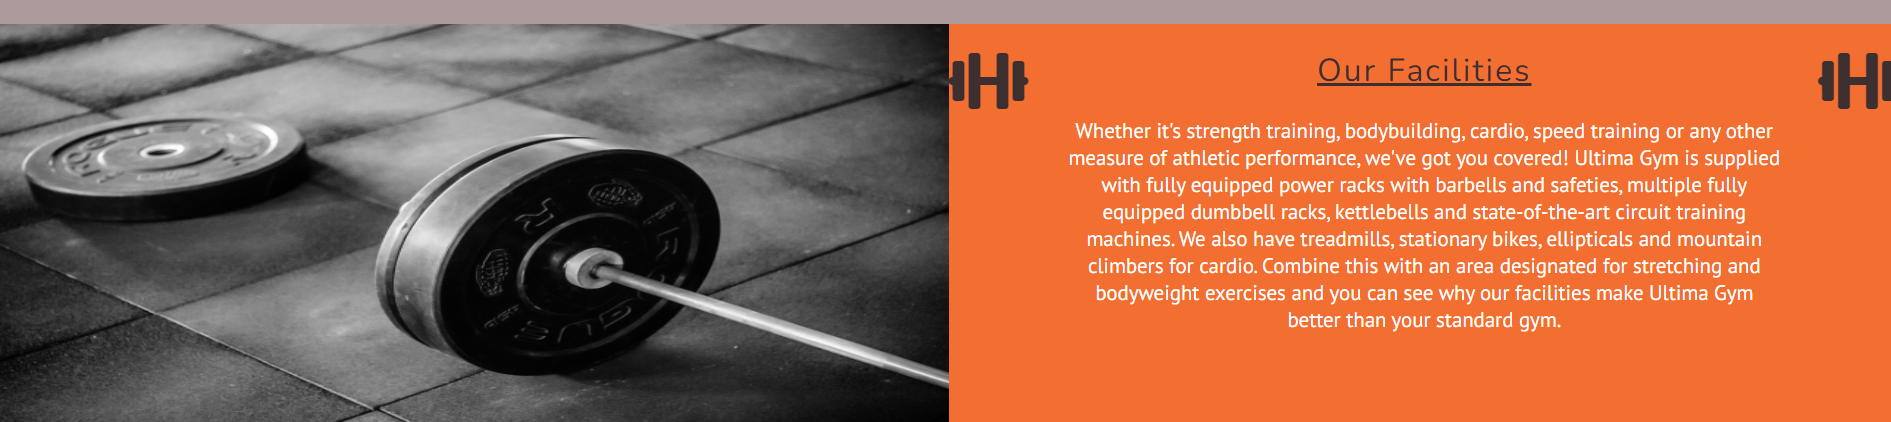 Our Facilities
Whether it's strength training, bodybuilding, cardio, speed training or any other
measure of athletic performance, we've got you covered! Ultima Gym is supplied
with fully equipped power racks with barbells and safeties, multiple fully
equipped dumbbell racks, kettlebells and state-of-the-art circuit training
machines. We also have treadmills, stationary bikes, ellipticals and mountain
climbers for cardio. Combine this with an area designated for stretching and
bodyweight exercises and you can see why our facilities make Ultima Gym
better than your standard gym.